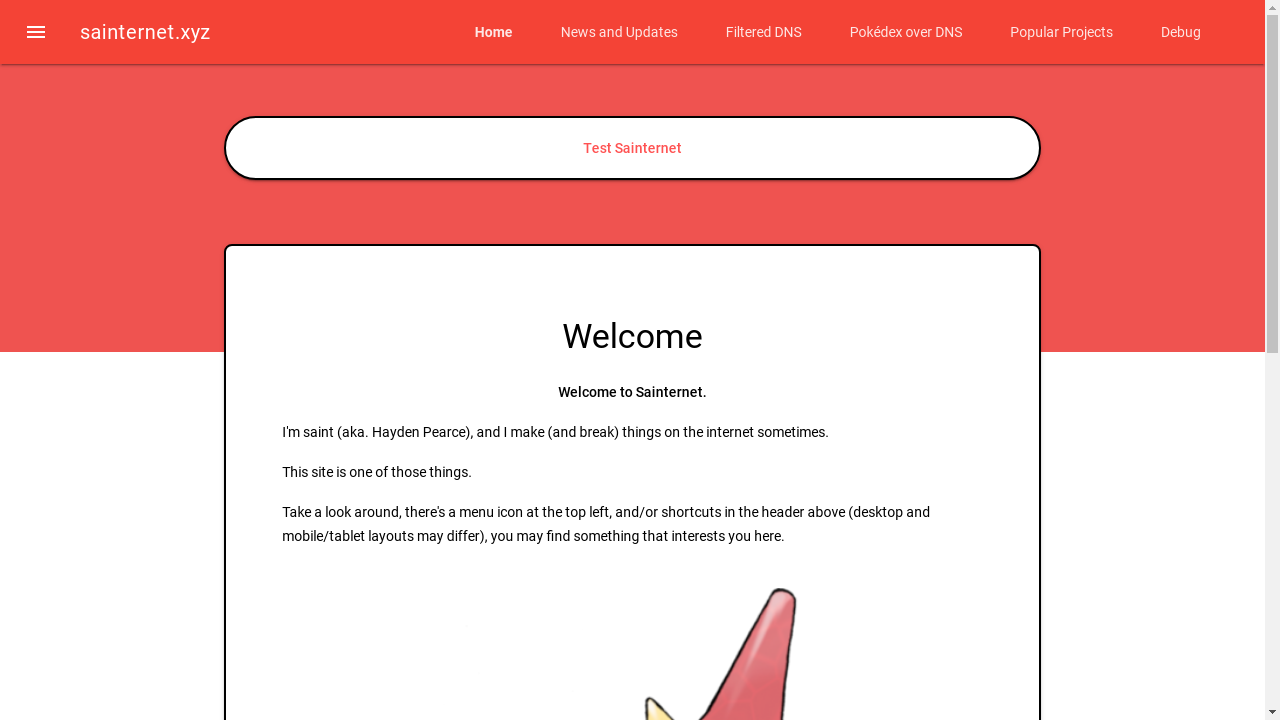 sainternet.xyz
Home
News and Updates
Filtered DNS
Pokédex over DNS
Popular Projects
Debug
Test Sainternet
Welcome
Welcome to Sainternet.
I'm saint (aka. Hayden Pearce), and I make (and break) things on the internet sometimes.
This site is one of those things.
Take a look around, there's a menu icon at the top left, and/or shortcuts in the header above (desktop and
mobile/tablet layouts may differ), you may find something that interests you here.